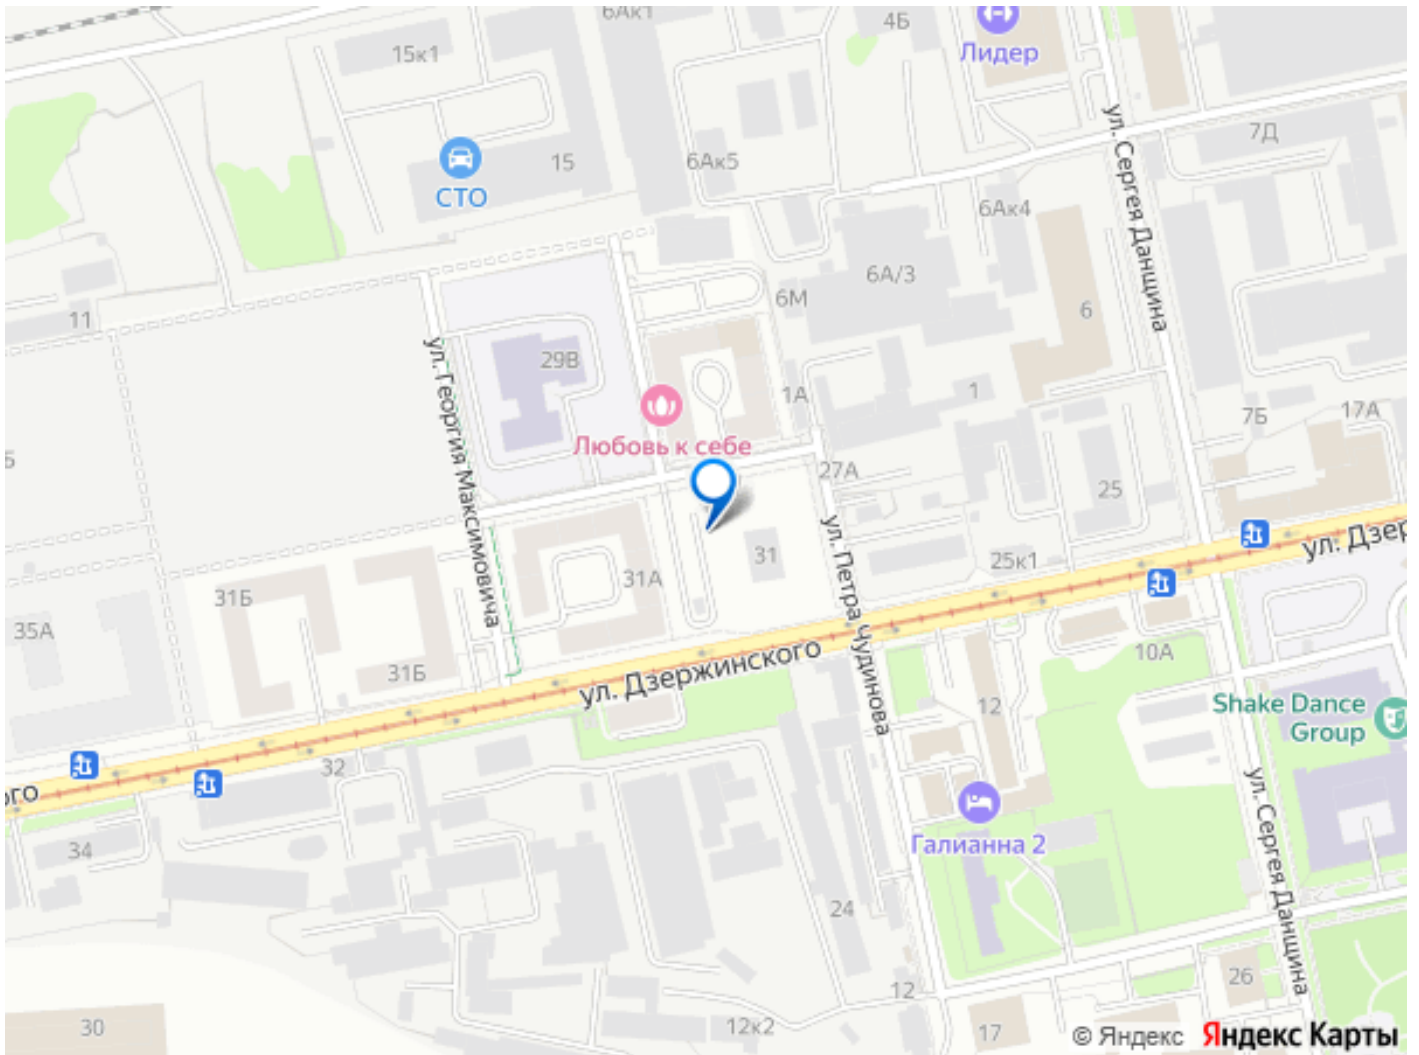 6Ак1
4Б
Лидер
15к1
ул. Сергея Данщина
7Д
15
6Ак5
СТО
6Ак4
6А/3
6М
6
11
ул. Георгия Максимовича
29В
1А
1
7Б
17А
Любовь к себе
27А
25
ул. Петра Чудинова
31
25к1
ул. Дзер
31А
31Б
35А
31Б
10А
ул. Дзержинского
12
Shake Dance
Group
32
ого
Галианна 2
ул. Сергея Данщина
34
24
26
12
30
12к2
17
© Яндекс Яндекс Карты